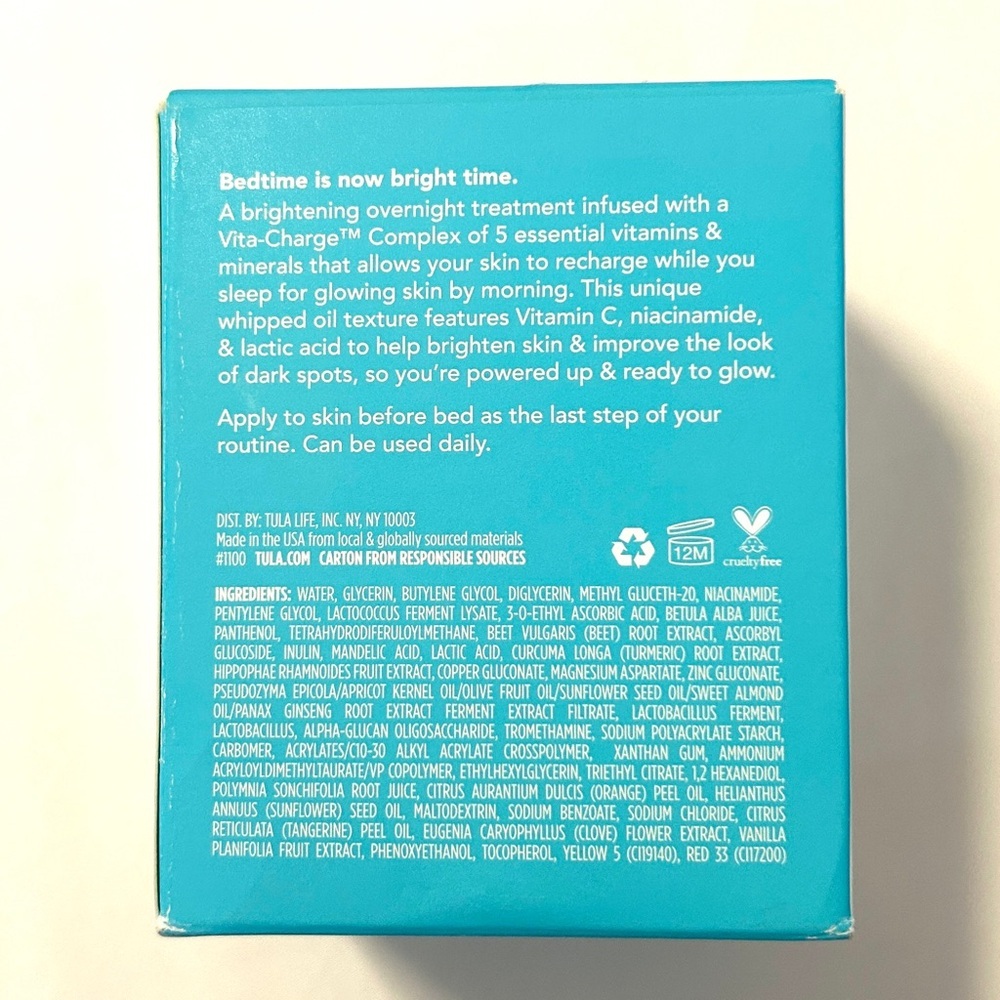 Bedtime is now bright time.
A brightening overnight treatment infused with a
Vita-Charge™ Complex of 5 essential vitamins &
minerals that allows your skin to recharge while you
sleep for glowing skin by morning. This unique
whipped oil texture features Vitamin C, niacinamide,
& lactic acid to help brighten skin & improve the look
of dark spots, so you're powered up & ready to glow.
Apply to skin before bed as the last step of your
routine. Can be used daily.
DIST. BY: TULA LIFE, INC. NY, NY 10003
Made in the USA from local & globally sourced materials
#1100 TULA.COM CARTON FROM RESPONSIBLE SOURCES
12M
crueltyfree
INGREDIENTS: WATER, GLYCERIN, BUTYLENE GLYCOL, DIGLYCERIN, METHYL GLUCETH-20, NIACINAMIDE,
PENTYLENE GLYCOL, LACTOCOCCUS FERMENT LYSATE, 3-O-ETHYL ASCORBIC ACID, BETULA ALBA JUICE,
PANTHENOL, TETRAHYDRODIFERULOYLMETHANE, BEET VULGARIS (BEET) ROOT EXTRACT, ASCORBYL
GLUCOSIDE, INULIN, MANDELIC ACID, LACTIC ACID, CURCUMA LONGA (TURMERIC) ROOT EXTRACT,
HIPPOPHAE RHAMNOIDES FRUIT EXTRACT, COPPER GLUCONATE, MAGNESIUM ASPARTATE, ZINC GLUCONATE,
PSEUDOZYMA EPICOLA/APRICOT KERNEL OIL/OLIVE FRUIT OIL/SUNFLOWER SEED OIL/SWEET ALMOND
OIL/PANAX GINSENG ROOT EXTRACT FERMENT EXTRACT FILTRATE, LACTOBACILLUS FERMENT,
LACTOBACILLUS, ALPHA-GLUCAN OLIGOSACCHARIDE, TROMETHAMINE, SODIUM POLYACRYLATE STARCH,
CARBOMER, ACRYLATES/C10-30 ALKYL ACRYLATE CROSSPOLYMER, XANTHAN GUM, AMMONIUM
ACRYLOYLDIMETHYLTAURATE/VP COPOLYMER, ETHYLHEXYLGLYCERIN, TRIETHYL CITRATE, 1,2 HEXANEDIOL,
POLYMNIA SONCHIFOLIA ROOT JUICE, CITRUS AURANTIUM DULCIS (ORANGE) PEEL OIL, HELIANTHUS
ANNUUS (SUNFLOWER) SEED OIL, MALTODEXTRIN, SODIUM BENZOATE, SODIUM CHLORIDE, CITRUS
RETICULATA (TANGERINE) PEEL OIL, EUGENIA CARYOPHYLLUS (CLOVE) FLOWER EXTRACT, VANILLA
PLANIFOLIA FRUIT EXTRACT, PHENOXYETHANOL, TOCOPHEROL, YELLOW 5 (CI19140), RED 33 (CI17200)